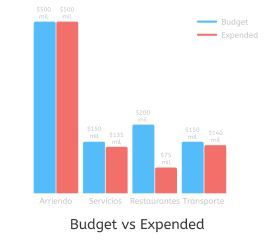 $500 mil
$500 mil
Budget
Expended
$150 mil
$135 mil
$200 mil
$75 mil
$150 mil
$140 mil
Arriendo
Servicios
Restaurantes
Transporte
Budget vs Expended